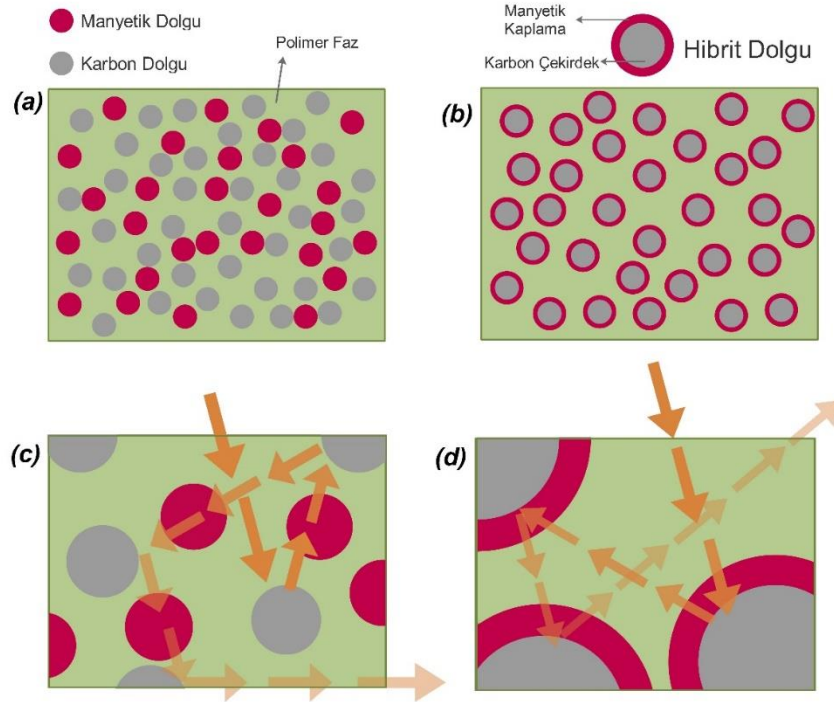 Manyetik Dolgu
Karbon Dolgu
Polimer Faz
Manyetik
Kaplama
Karbon Çekirdek
Hibrit Dolgu
(a)
(b)
(c)
(d)